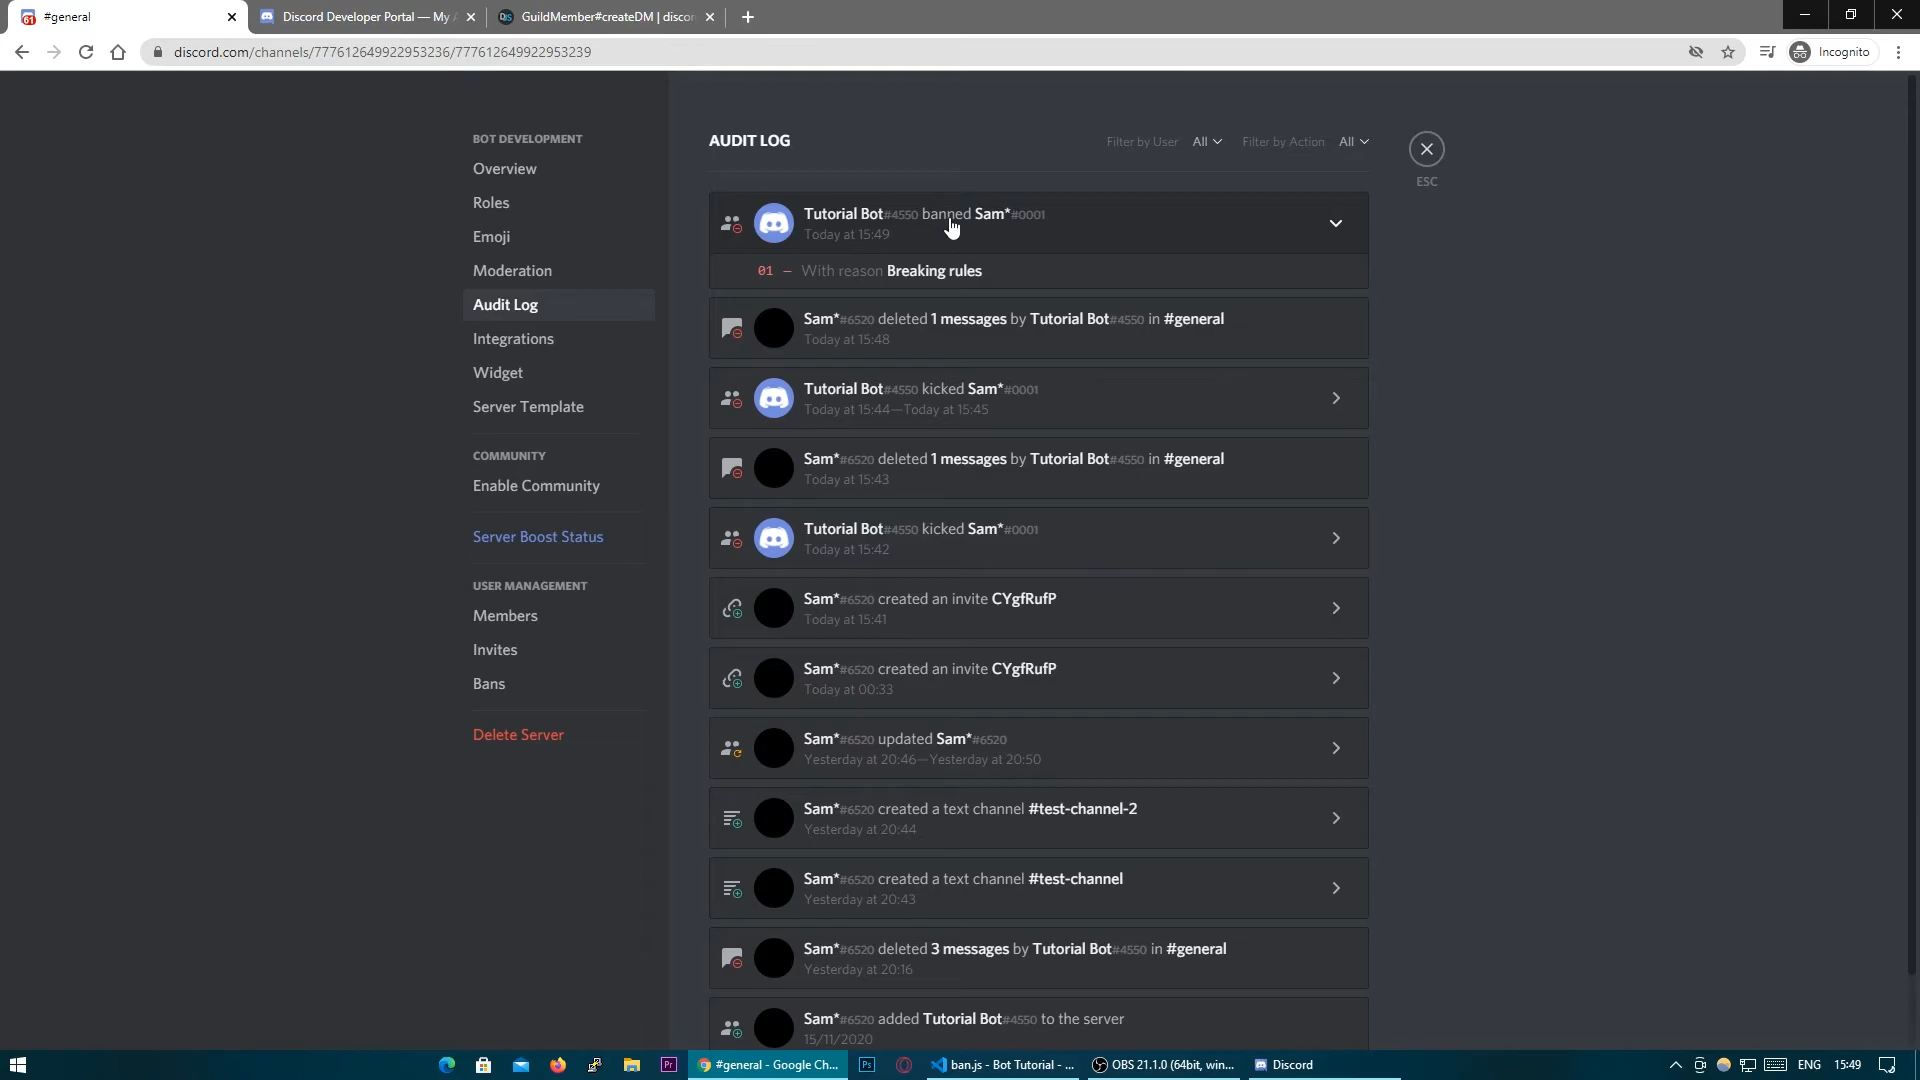 #general
Discord Developer Portal — My A
GuildMember#createDM | discor
discord.com/channels/777612649922953236/777612649922953239
Incognito
BOT DEVELOPMENT
Overview
Roles
Emoji
Moderation
Audit Log
Integrations
Widget
Server Template
COMMUNITY
Enable Community
Server Boost Status
USER MANAGEMENT
Members
Invites
Bans
Delete Server
AUDIT LOG
Filter by User All Filter by Action All
ESC
Tutorial Bot#4550 banned Sam*#0001
Today at 15:49
01 — With reason Breaking rules
Sam*#6520 deleted 1 messages by Tutorial Bot#4550 in #general
Today at 15:48
Tutorial Bot#4550 kicked Sam*#0001
Today at 15:44—Today at 15:45
Sam*#6520 deleted 1 messages by Tutorial Bot#4550 in #general
Today at 15:43
Tutorial Bot#4550 kicked Sam*#0001
Today at 15:42
Sam*#6520 created an invite CYgfRufP
Today at 15:41
Sam*#6520 created an invite CYgfRufP
Today at 00:33
Sam*#6520 updated Sam*#6520
Yesterday at 20:46—Yesterday at 20:50
Sam*#6520 created a text channel #test-channel-2
Yesterday at 20:44
Sam*#6520 created a text channel #test-channel
Yesterday at 20:43
Sam*#6520 deleted 3 messages by Tutorial Bot#4550 in #general
Yesterday at 20:16
Sam*#6520 added Tutorial Bot#4550 to the server
15/11/2020
Pr
#general - Google Ch...
Ps
ban.js - Bot Tutorial - ...
OBS 21.1.0 (64bit, win...
Discord
ENG
15:49